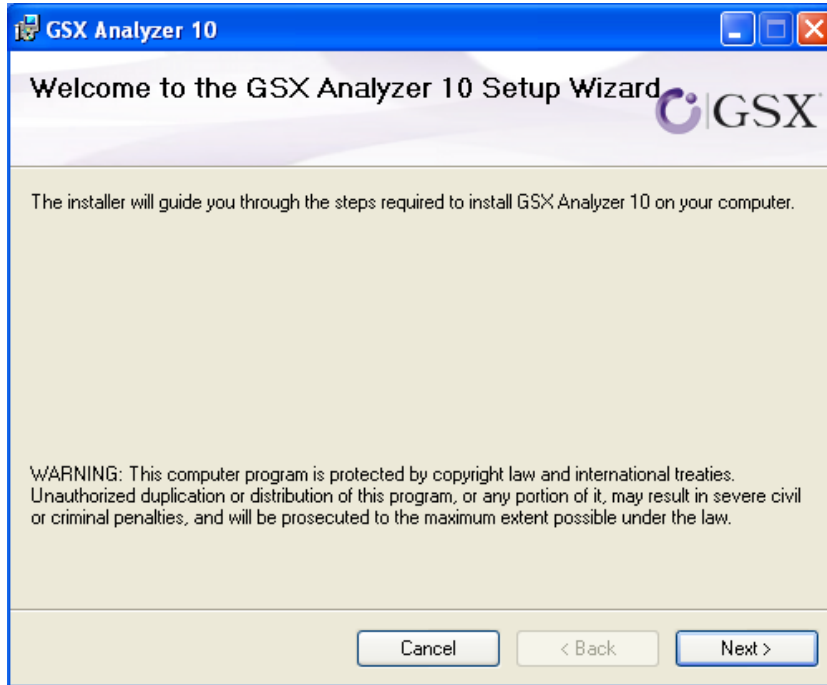 GSX Analyzer 10
Welcome to the GSX Analyzer 10 Setup Wizard
GSX
The installer will guide you through the steps required to install GSX Analyzer 10 on your computer.
WARNING: This computer program is protected by copyright law and international treaties.
Unauthorized duplication or distribution of this program, or any portion of it, may result in severe civil
or criminal penalties, and will be prosecuted to the maximum extent possible under the law.
Cancel
< Back
Next >